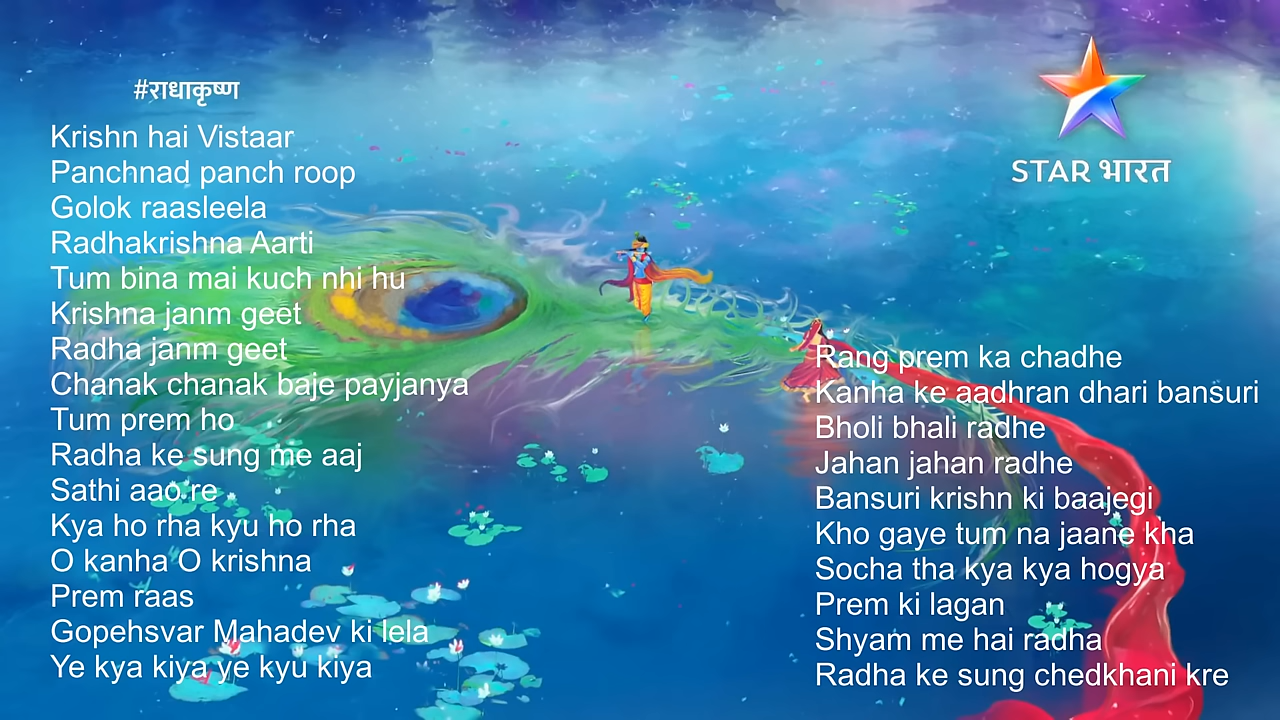 #राधाकृष्ण
Krishn hai Vistaar
Panchnad panch roop
Golok raasleela
Radhakrishna Aarti
Tum bina mai kuch nhi hu
Krishna janm geet
Radha janm geet
Chanak chanak baje payjanya
Tum prem ho
Radha ke sung me aaj
Sathi aao re
Kya ho rha kyu ho rha
O kanha O krishna
Prem raas
Gopehsvar Mahadev ki lela
Ye kya kiya ye kyu kiya
STAR भारत
Rang prem ka chadhe
Kanha ke aadhran dhari bansuri
Bholi bhali radhe
Jahan jahan radhe
Bansuri krishn ki baajegi
Kho gaye tum na jaane kha
Socha tha kya kya hogya
Prem ki lagan
Shyam me hai radha
Radha ke sung chedkhani kre